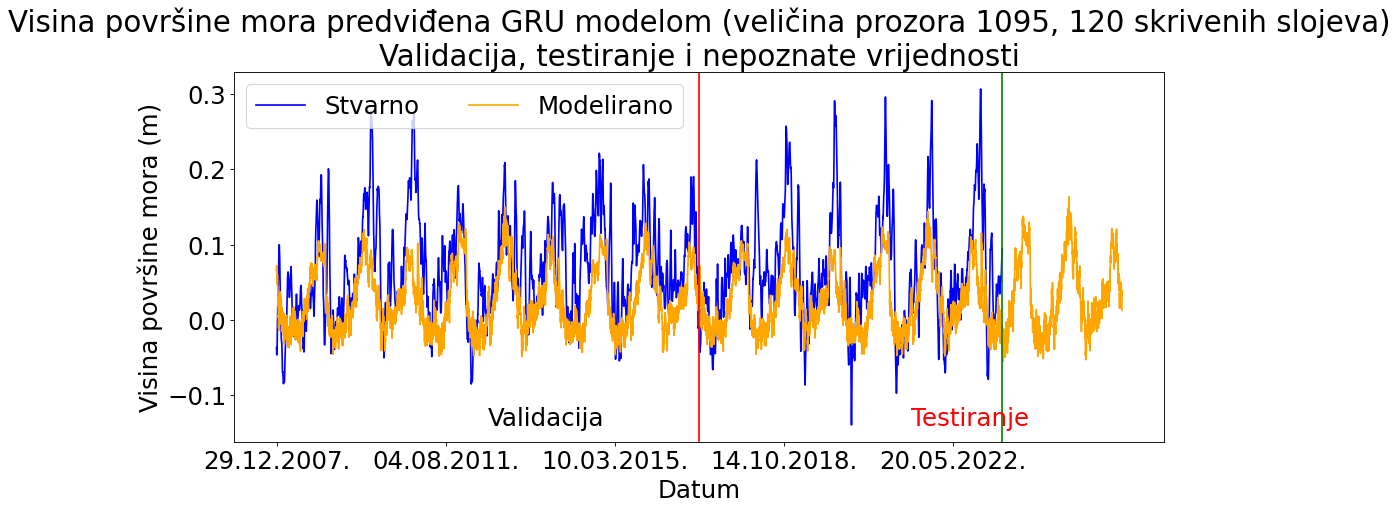 Visina površine mora predviđena GRU modelom (veličina prozora 1095, 120 skrivenih slojeva)
Validacija, testiranje i nepoznate vrijednosti
Stvarno
Modelirano
Visina površine mora (m)
0.3
0.2
0.1
0.0
−0.1
Validacija
Testiranje
29.12.2007.
04.08.2011.
10.03.2015.
14.10.2018.
20.05.2022.
Datum